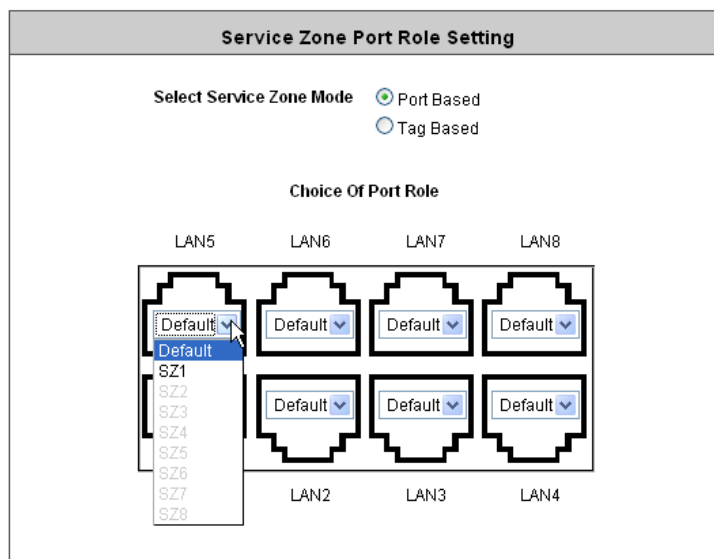 Service Zone Port Role Setting
Select Service Zone Mode
Port Based
Tag Based
Choice Of Port Role
LAN5 LAN6 LAN7 LAN8
Default Default Default Default
Default
SZ1
SZ2
SZ3
SZ4
SZ5
SZ6
SZ7
SZ8
Default Default Default
LAN2 LAN3 LAN4